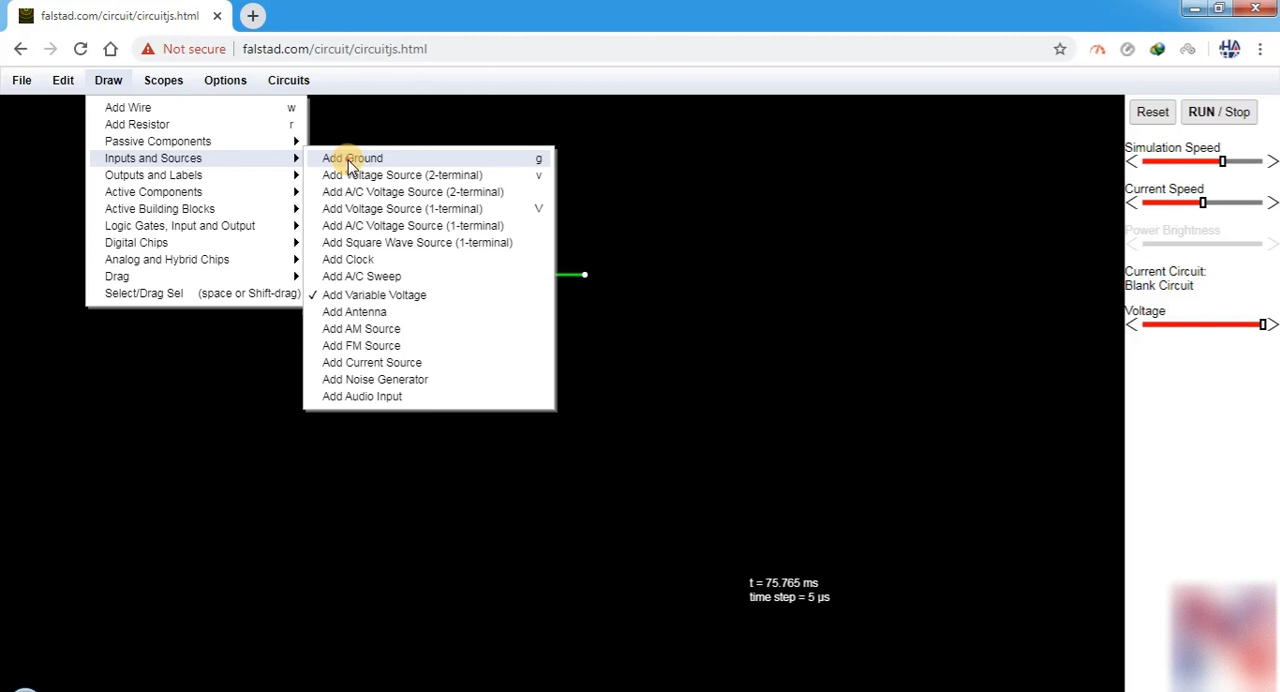 falstad.com/circuit/circuitjs.html
Not secure falstad.com/circuit/circuitjs.html
File Edit Draw Scopes Options Circuits
Add Wire w
Add Resistor r
Passive Components
Inputs and Sources
Outputs and Labels
Active Components
Active Building Blocks
Logic Gates, Input and Output
Digital Chips
Analog and Hybrid Chips
Drag
Select/Drag Sel (space or Shift-drag)
Add Ground g
Add Voltage Source (2-terminal) v
Add A/C Voltage Source (2-terminal)
Add Voltage Source (1-terminal) V
Add A/C Voltage Source (1-terminal)
Add Square Wave Source (1-terminal)
Add Clock
Add A/C Sweep
✓ Add Variable Voltage
Add Antenna
Add AM Source
Add FM Source
Add Current Source
Add Noise Generator
Add Audio Input
Reset RUN / Stop
Simulation Speed
Current Speed
Power Brightness
Current Circuit:
Blank Circuit
Voltage
t = 75.765 ms
time step = 5 μs